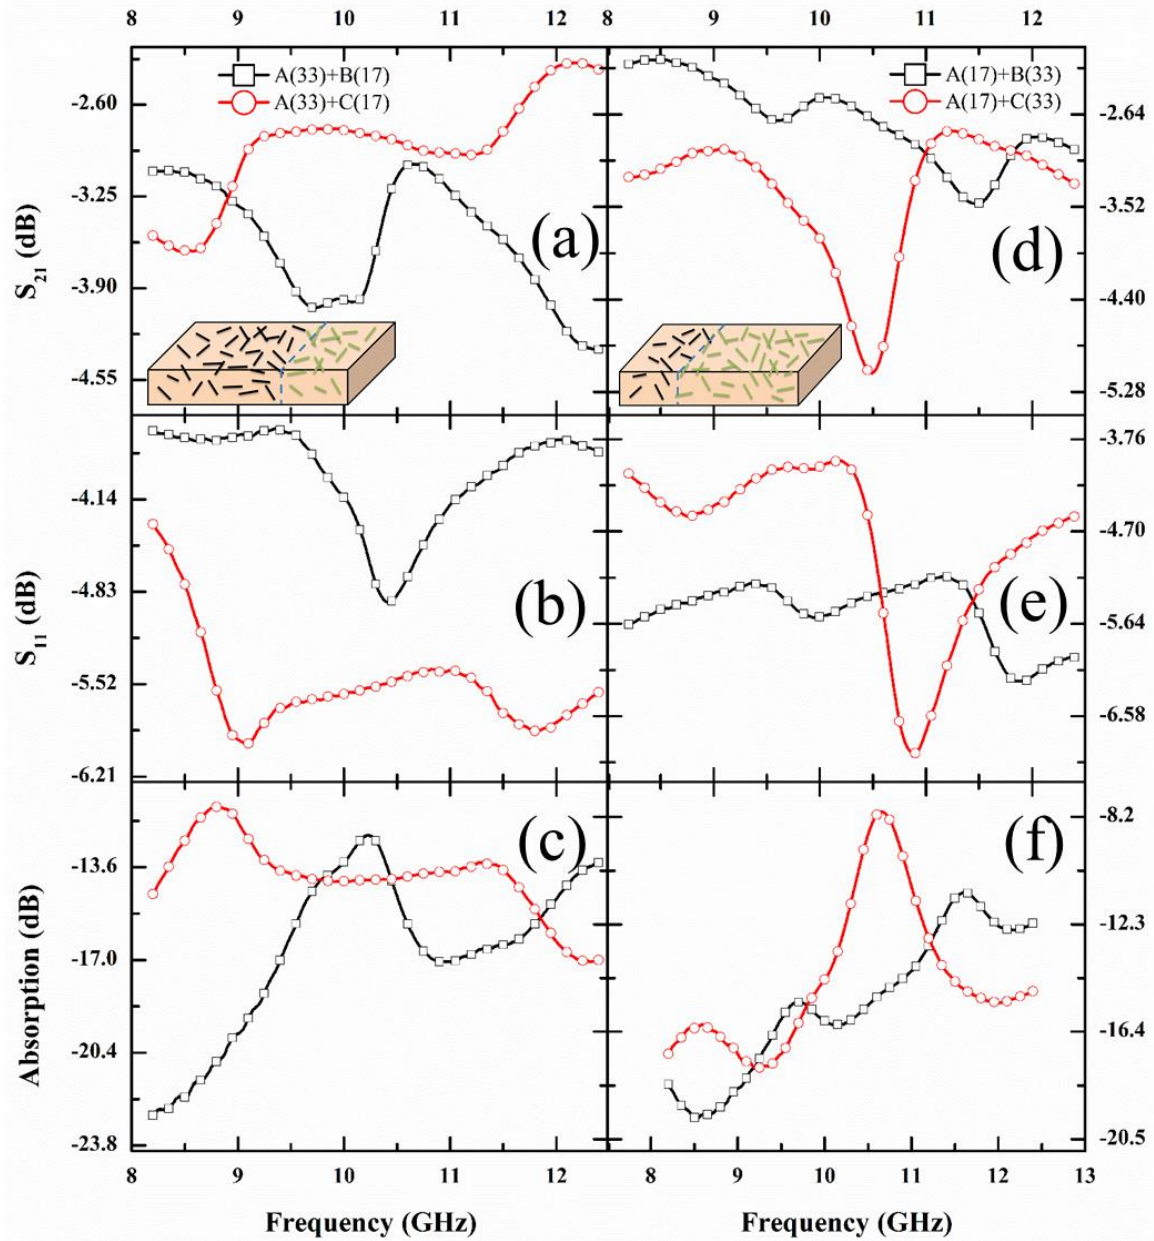 8 9 10 11 12 8 9 10 11 12
A(33)+B(17)
A(33)+C(17)
A(17)+B(33)
A(17)+C(33)
S21 (dB)
-2.60
-3.25
-3.90
-4.55
(a)
(d)
-2.64
-3.52
-4.40
-5.28
S11 (dB)
-4.14
-4.83
-5.52
-6.21
(b)
(e)
-3.76
-4.70
-5.64
-6.58
Absorption (dB)
-13.6
-17.0
-20.4
-23.8
(c)
(f)
-8.2
-12.3
-16.4
-20.5
8 9 10 11 12 8 9 10 11 12 13
Frequency (GHz) Frequency (GHz)